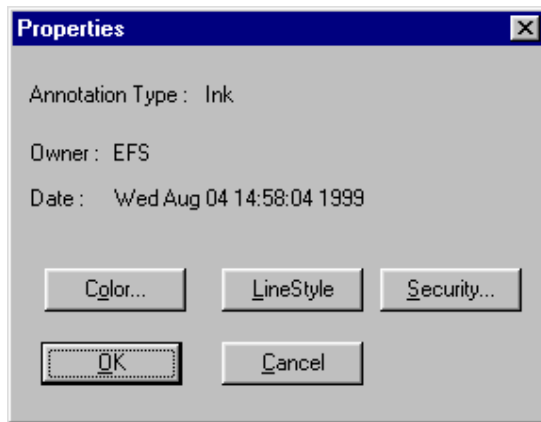 Properties
Annotation Type : Ink
Owner : EFS
Date : Wed Aug 04 14:58:04 1999
Color... LineStyle Security...
OK Cancel